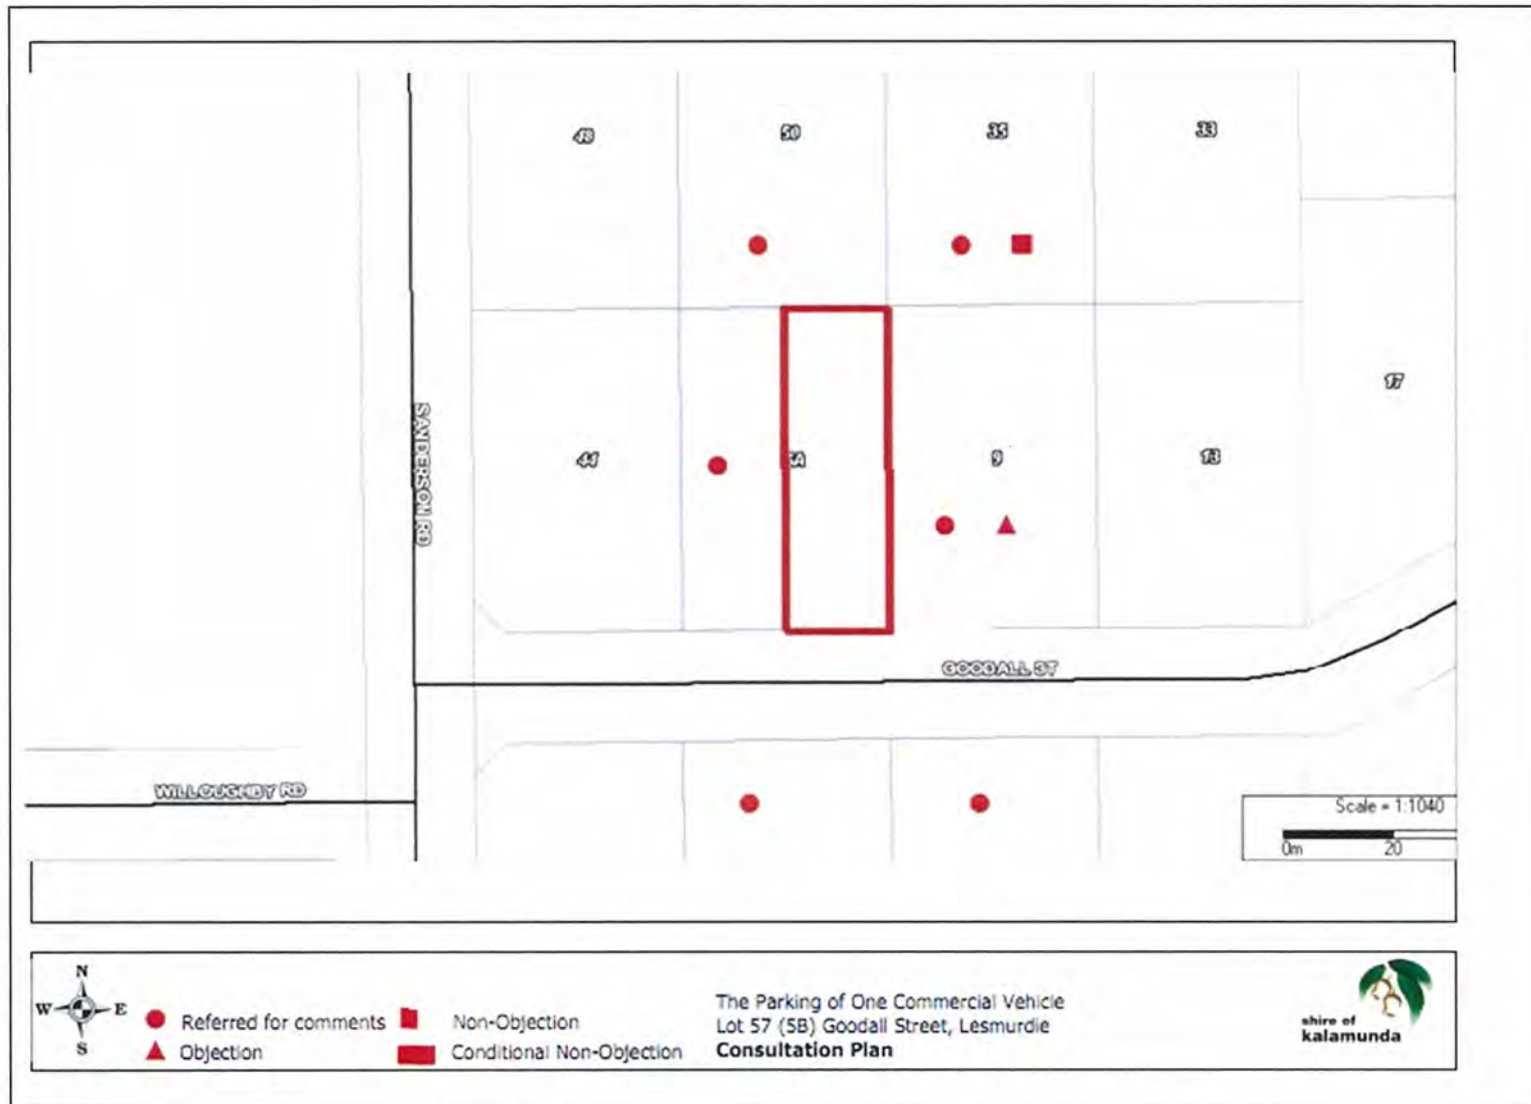 48 50 35 33
17
44 5A 9 13
SANDERSON RD
GOODALL ST
WILLOUGHBY RD
Scale = 1:1040
0m 20
N
W E
S
Referred for comments Non-Objection
Objection Conditional Non-Objection
The Parking of One Commercial Vehicle
Lot 57 (5B) Goodall Street, Lesmurdie
Consultation Plan
shire of
kalamunda